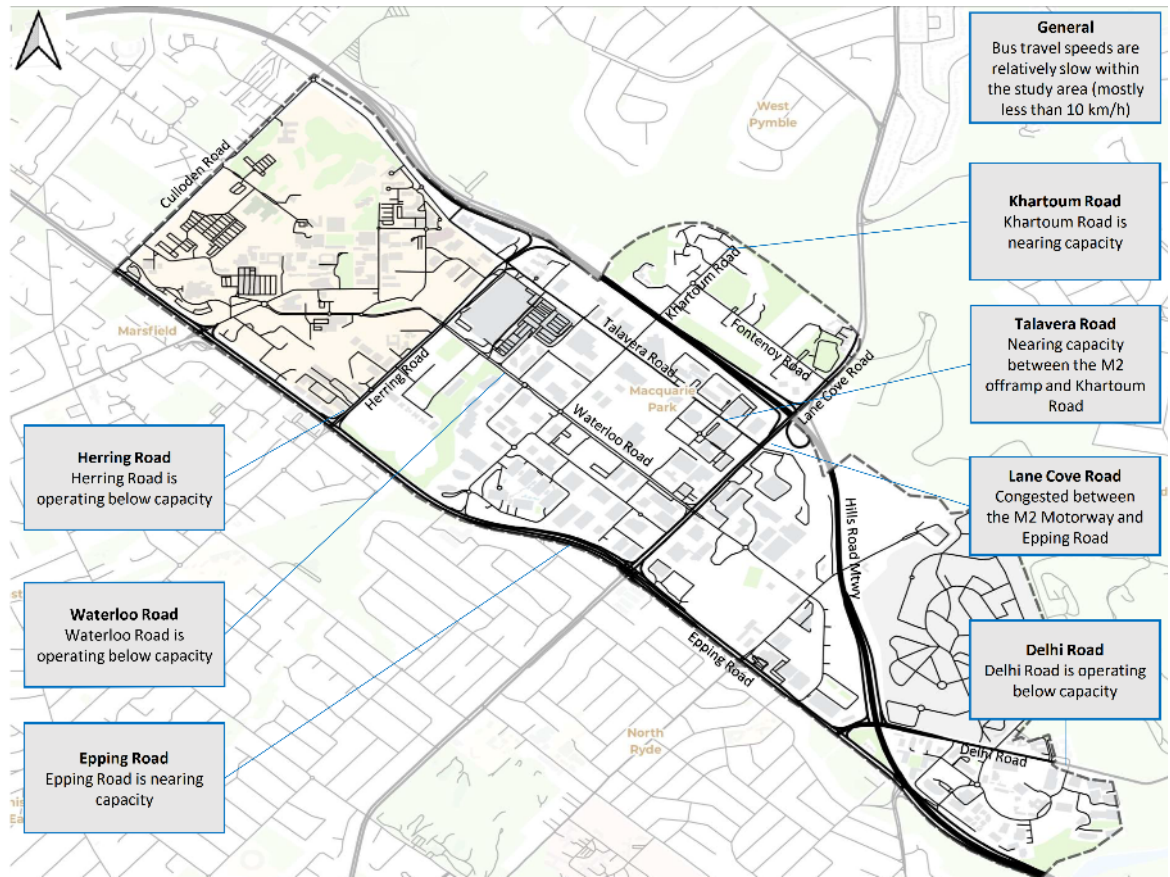 General
Bus travel speeds are
relatively slow within
the study area (mostly
less than 10 km/h)
West
Pymble
Culloden Road
Khartoum Road
Khartoum Road is
nearing capacity
Khartoum Road
Marsfield
Talavera Road
Fontenoy Road
Talavera Road
Nearing capacity
between the M2
offramp and Khartoum
Road
Herring Road
Macquarie
Park
Lane Cove Road
Waterloo Road
Herring Road
Herring Road is
operating below capacity
Lane Cove Road
Congested between
the M2 Motorway and
Epping Road
Hills Road Mtwy
Waterloo Road
Waterloo Road is
operating below capacity
Epping Road
Delhi Road
Delhi Road is operating
below capacity
North
Ryde
Delhi Road
Epping Road
Epping Road is nearing
capacity